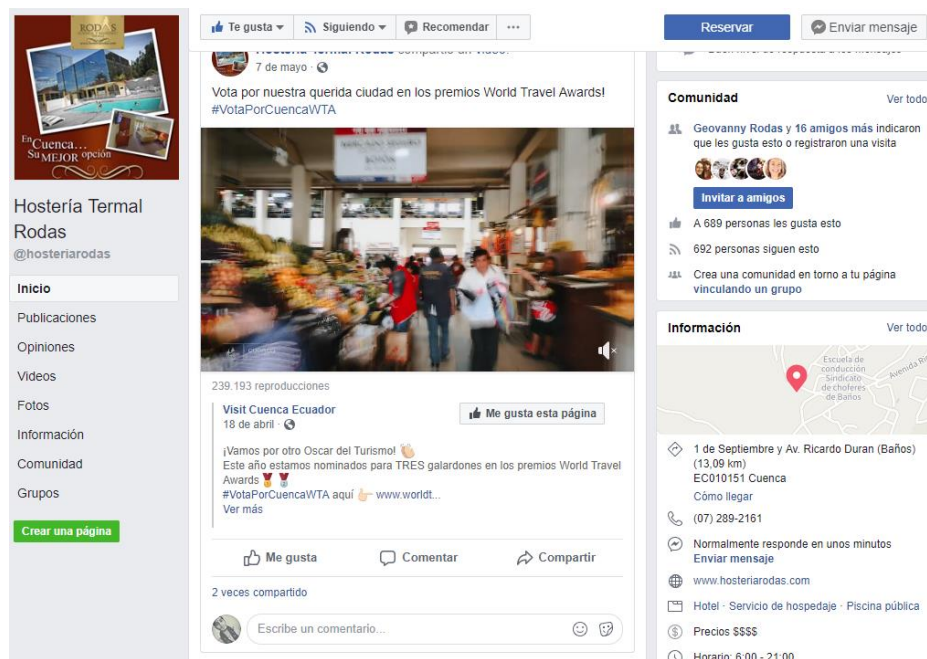 RODAS
En Cuenca...
Su MEJOR opción
Hostería Termal
Rodas
@hosteriarodas
Inicio
Publicaciones
Opiniones
Videos
Fotos
Información
Comunidad
Grupos
Crear una página
Te gusta
Siguiendo
Recomendar
Reservar
Enviar mensaje
Hostería Termal Rodas compartió un video.
7 de mayo ·
Vota por nuestra querida ciudad en los premios World Travel Awards!
#VotaPorCuencaWTA
239.193 reproducciones
Visit Cuenca Ecuador
18 de abril ·
Me gusta esta página
¡Vamos por otro Oscar del Turismo!
Este año estamos nominados para TRES galardones en los premios World Travel
Awards
#VotaPorCuencaWTA aquí www.worldt...
Ver más
Me gusta
Comentar
Compartir
2 veces compartido
Escribe un comentario...
Comunidad
Ver todo
Geovanny Rodas y 16 amigos más indicaron
que les gusta esto o registraron una visita
Invitar a amigos
A 689 personas les gusta esto
692 personas siguen esto
Crea una comunidad en torno a tu página
vinculando un grupo
Información
Ver todo
Escuela de
conducción
Sindicato
de choferes
de Baños
Avenida
1 de Septiembre y Av. Ricardo Duran (Baños)
(13,09 km)
EC010151 Cuenca
Cómo llegar
(07) 289-2161
Normalmente responde en unos minutos
Enviar mensaje
www.hosteriarodas.com
Hotel · Servicio de hospedaje · Piscina pública
Precios $$$$
Horario: 6:00 - 21:00